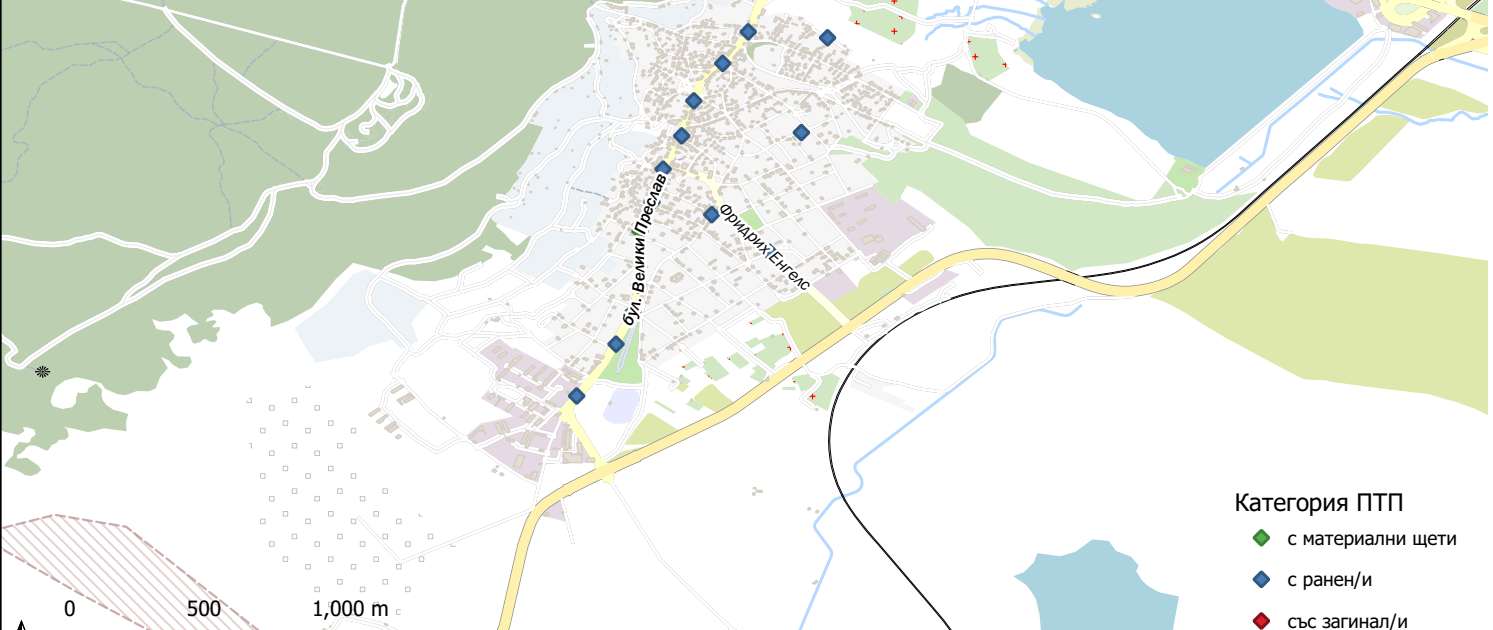 бул. Велики Преслав
Фридрих Енгелс
Категория ПТП
с материални щети
с ранен/и
със загинал/и
0 500 1,000 m